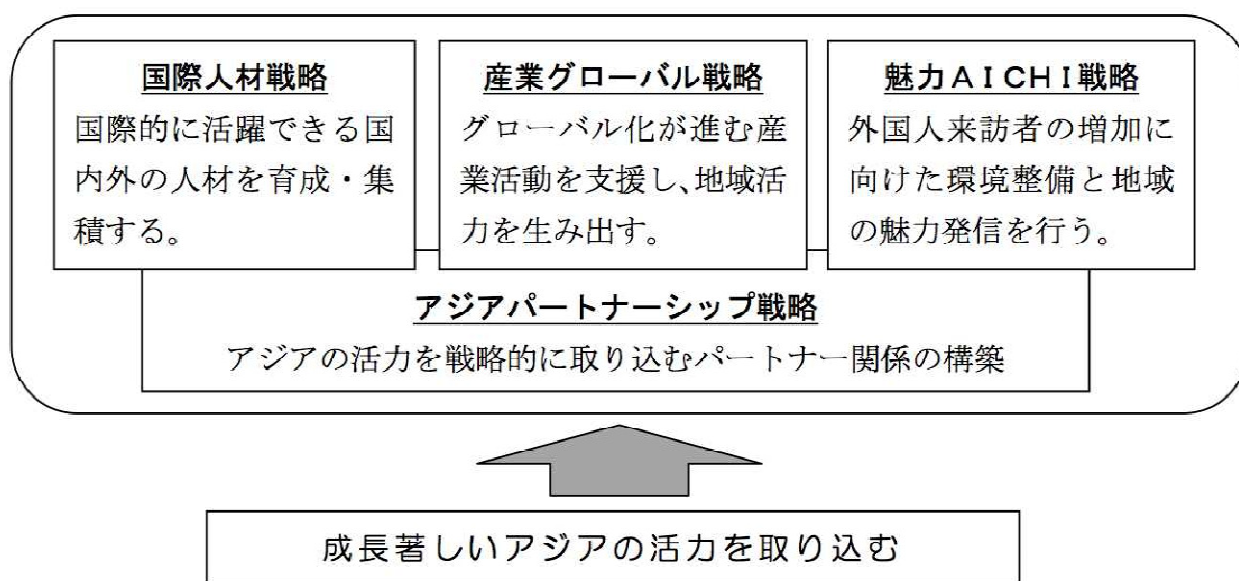 国際人材戦略
国際的に活躍できる国
内外の人材を育成・集
積する。
産業グローバル戦略
グローバル化が進む産
業活動を支援し、地域活
力を生み出す。
魅力AICHI戦略
外国人来訪者の増加に
向けた環境整備と地域
の魅力発信を行う。
アジアパートナーシップ戦略
アジアの活力を戦略的に取り込むパートナー関係の構築
成長著しいアジアの活力を取り込む